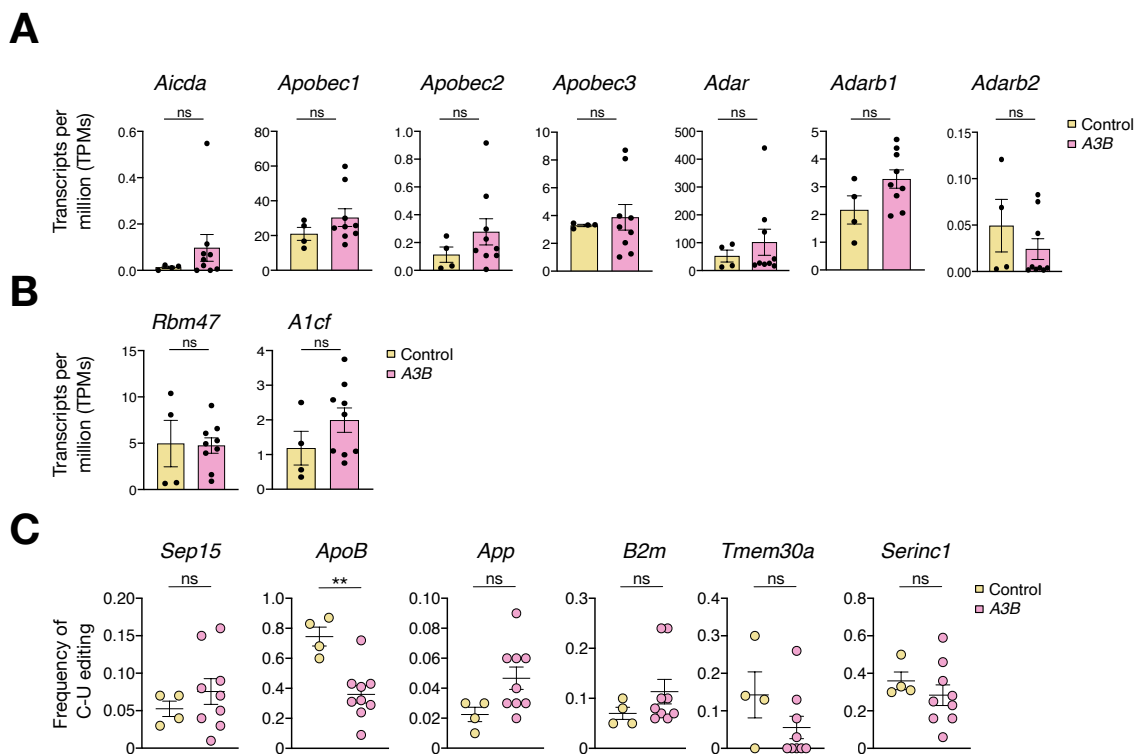 A
Aicda Apobec1 Apobec2 Apobec3 Adar Adarb1 Adarb2
ns ns ns ns ns ns ns
Transcripts per
million (TPMs)
0.6 0.4 0.2 0.0
80 60 40 20 0
1.0 0.8 0.6 0.4 0.2 0.0
10 8 6 4 2 0
500 400 300 200 100 0
5 4 3 2 1 0
0.15 0.10 0.05 0.00
Control
A3B
B
Rbm47 A1cf
ns ns
Transcripts per
million (TPMs)
15 10 5 0
4 3 2 1 0
Control
A3B
C
Sep15 ApoB App B2m Tmem30a Serinc1
ns ** ns ns ns ns
Frequency of
C-U editing
0.20 0.15 0.10 0.05 0.00
1.0 0.8 0.6 0.4 0.2 0.0
0.10 0.08 0.06 0.04 0.02 0.00
0.3 0.2 0.1 0.0
0.4 0.3 0.2 0.1 0.0
0.8 0.6 0.4 0.2 0.0
Control
A3B